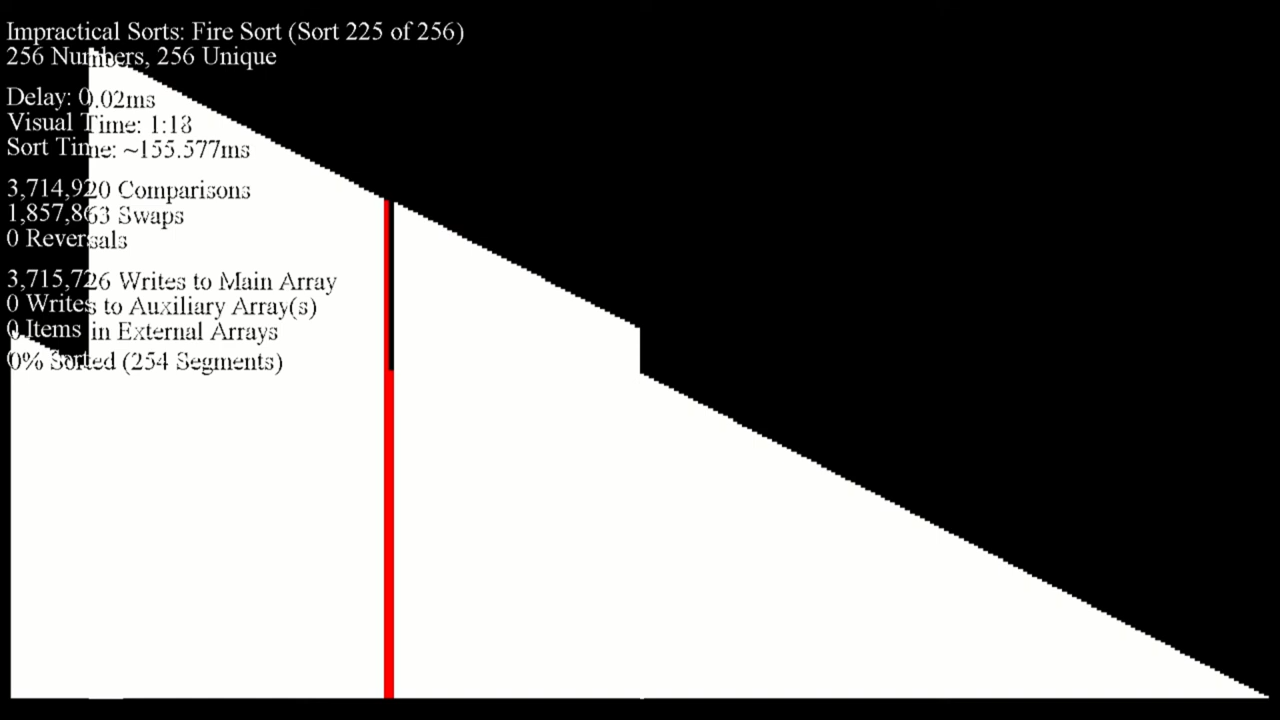 Impractical Sorts: Fire Sort (Sort 225 of 256)
256 Numbers, 256 Unique
Delay: 0.02ms
Visual Time: 1:18
Sort Time: ~155.577ms
3,714,920 Comparisons
1,857,863 Swaps
0 Reversals
3,715,726 Writes to Main Array
0 Writes to Auxiliary Array(s)
0 Items in External Arrays
0% Sorted (254 Segments)